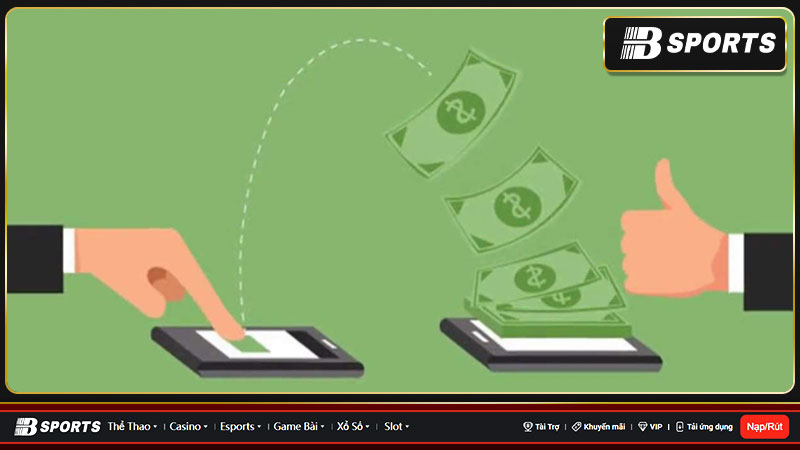 B SPORTS
$
$
$
$
B SPORTS Thể Thao Casino Esports Game Bài Xổ Số Slot Tài Trợ Khuyến mãi VIP Tải ứng dụng Nạp/Rút